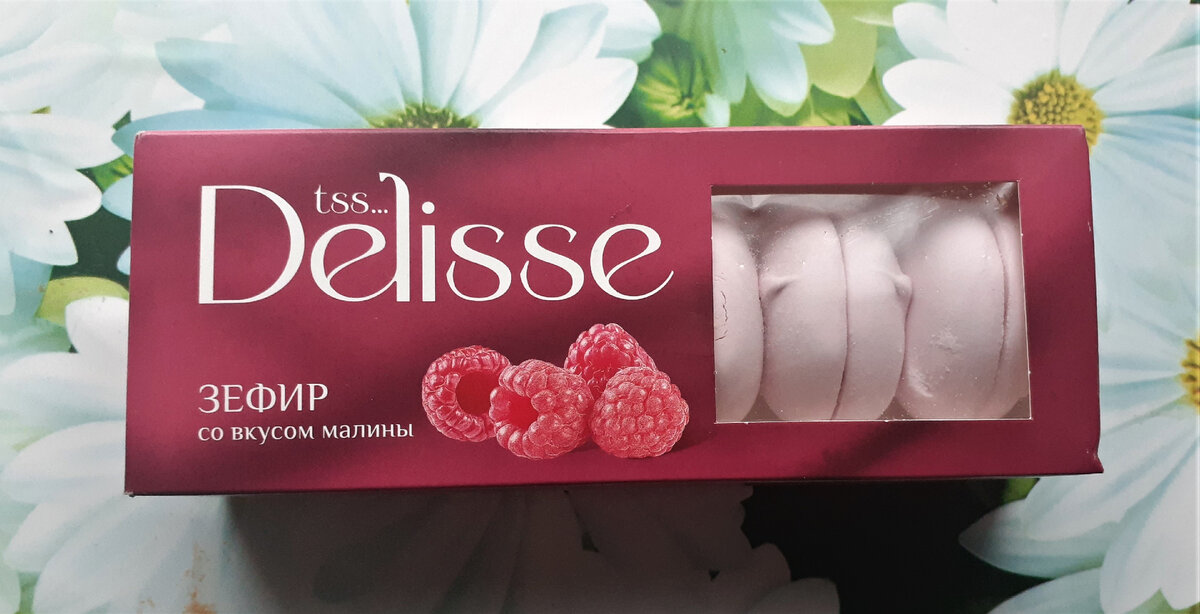 tss...
Delisse
ЗЕФИР
со вкусом малины